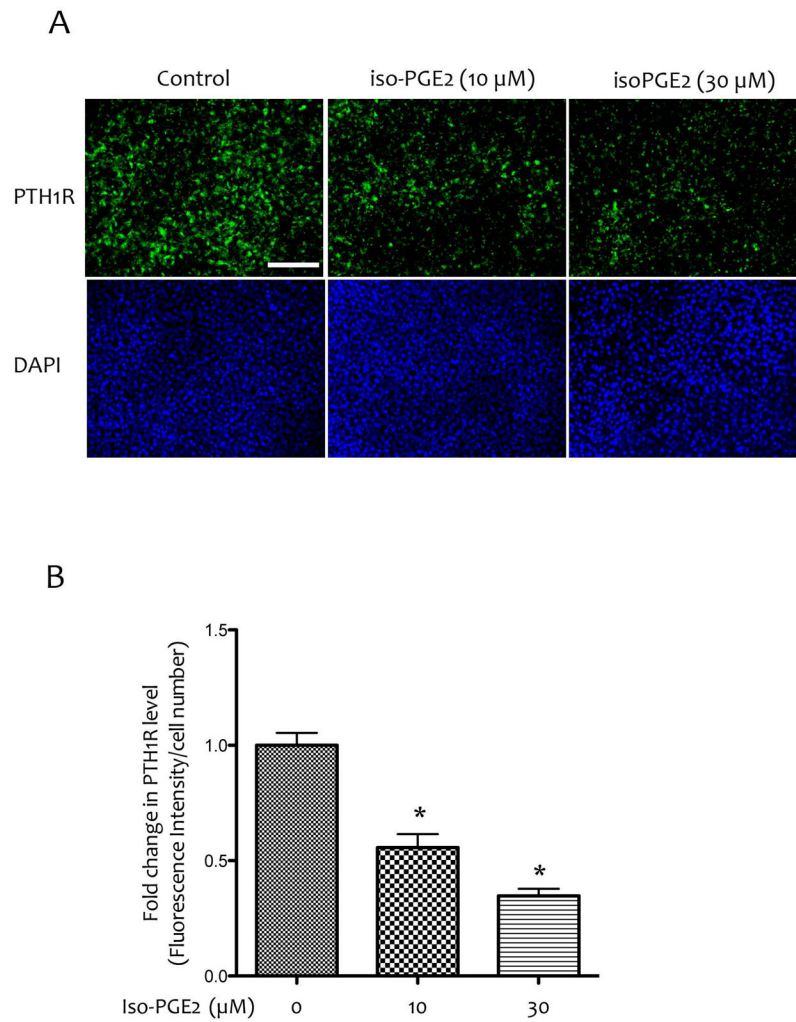 A
Control iso-PGE2 (10 µM) isoPGE2 (30 µM)
PTH1R
DAPI
B
Fold change in PTH1R level
(Fluorescence Intensity/cell number)
1.5
1.0
0.5
0.0
*
*
Iso-PGE2 (µM) 0 10 30